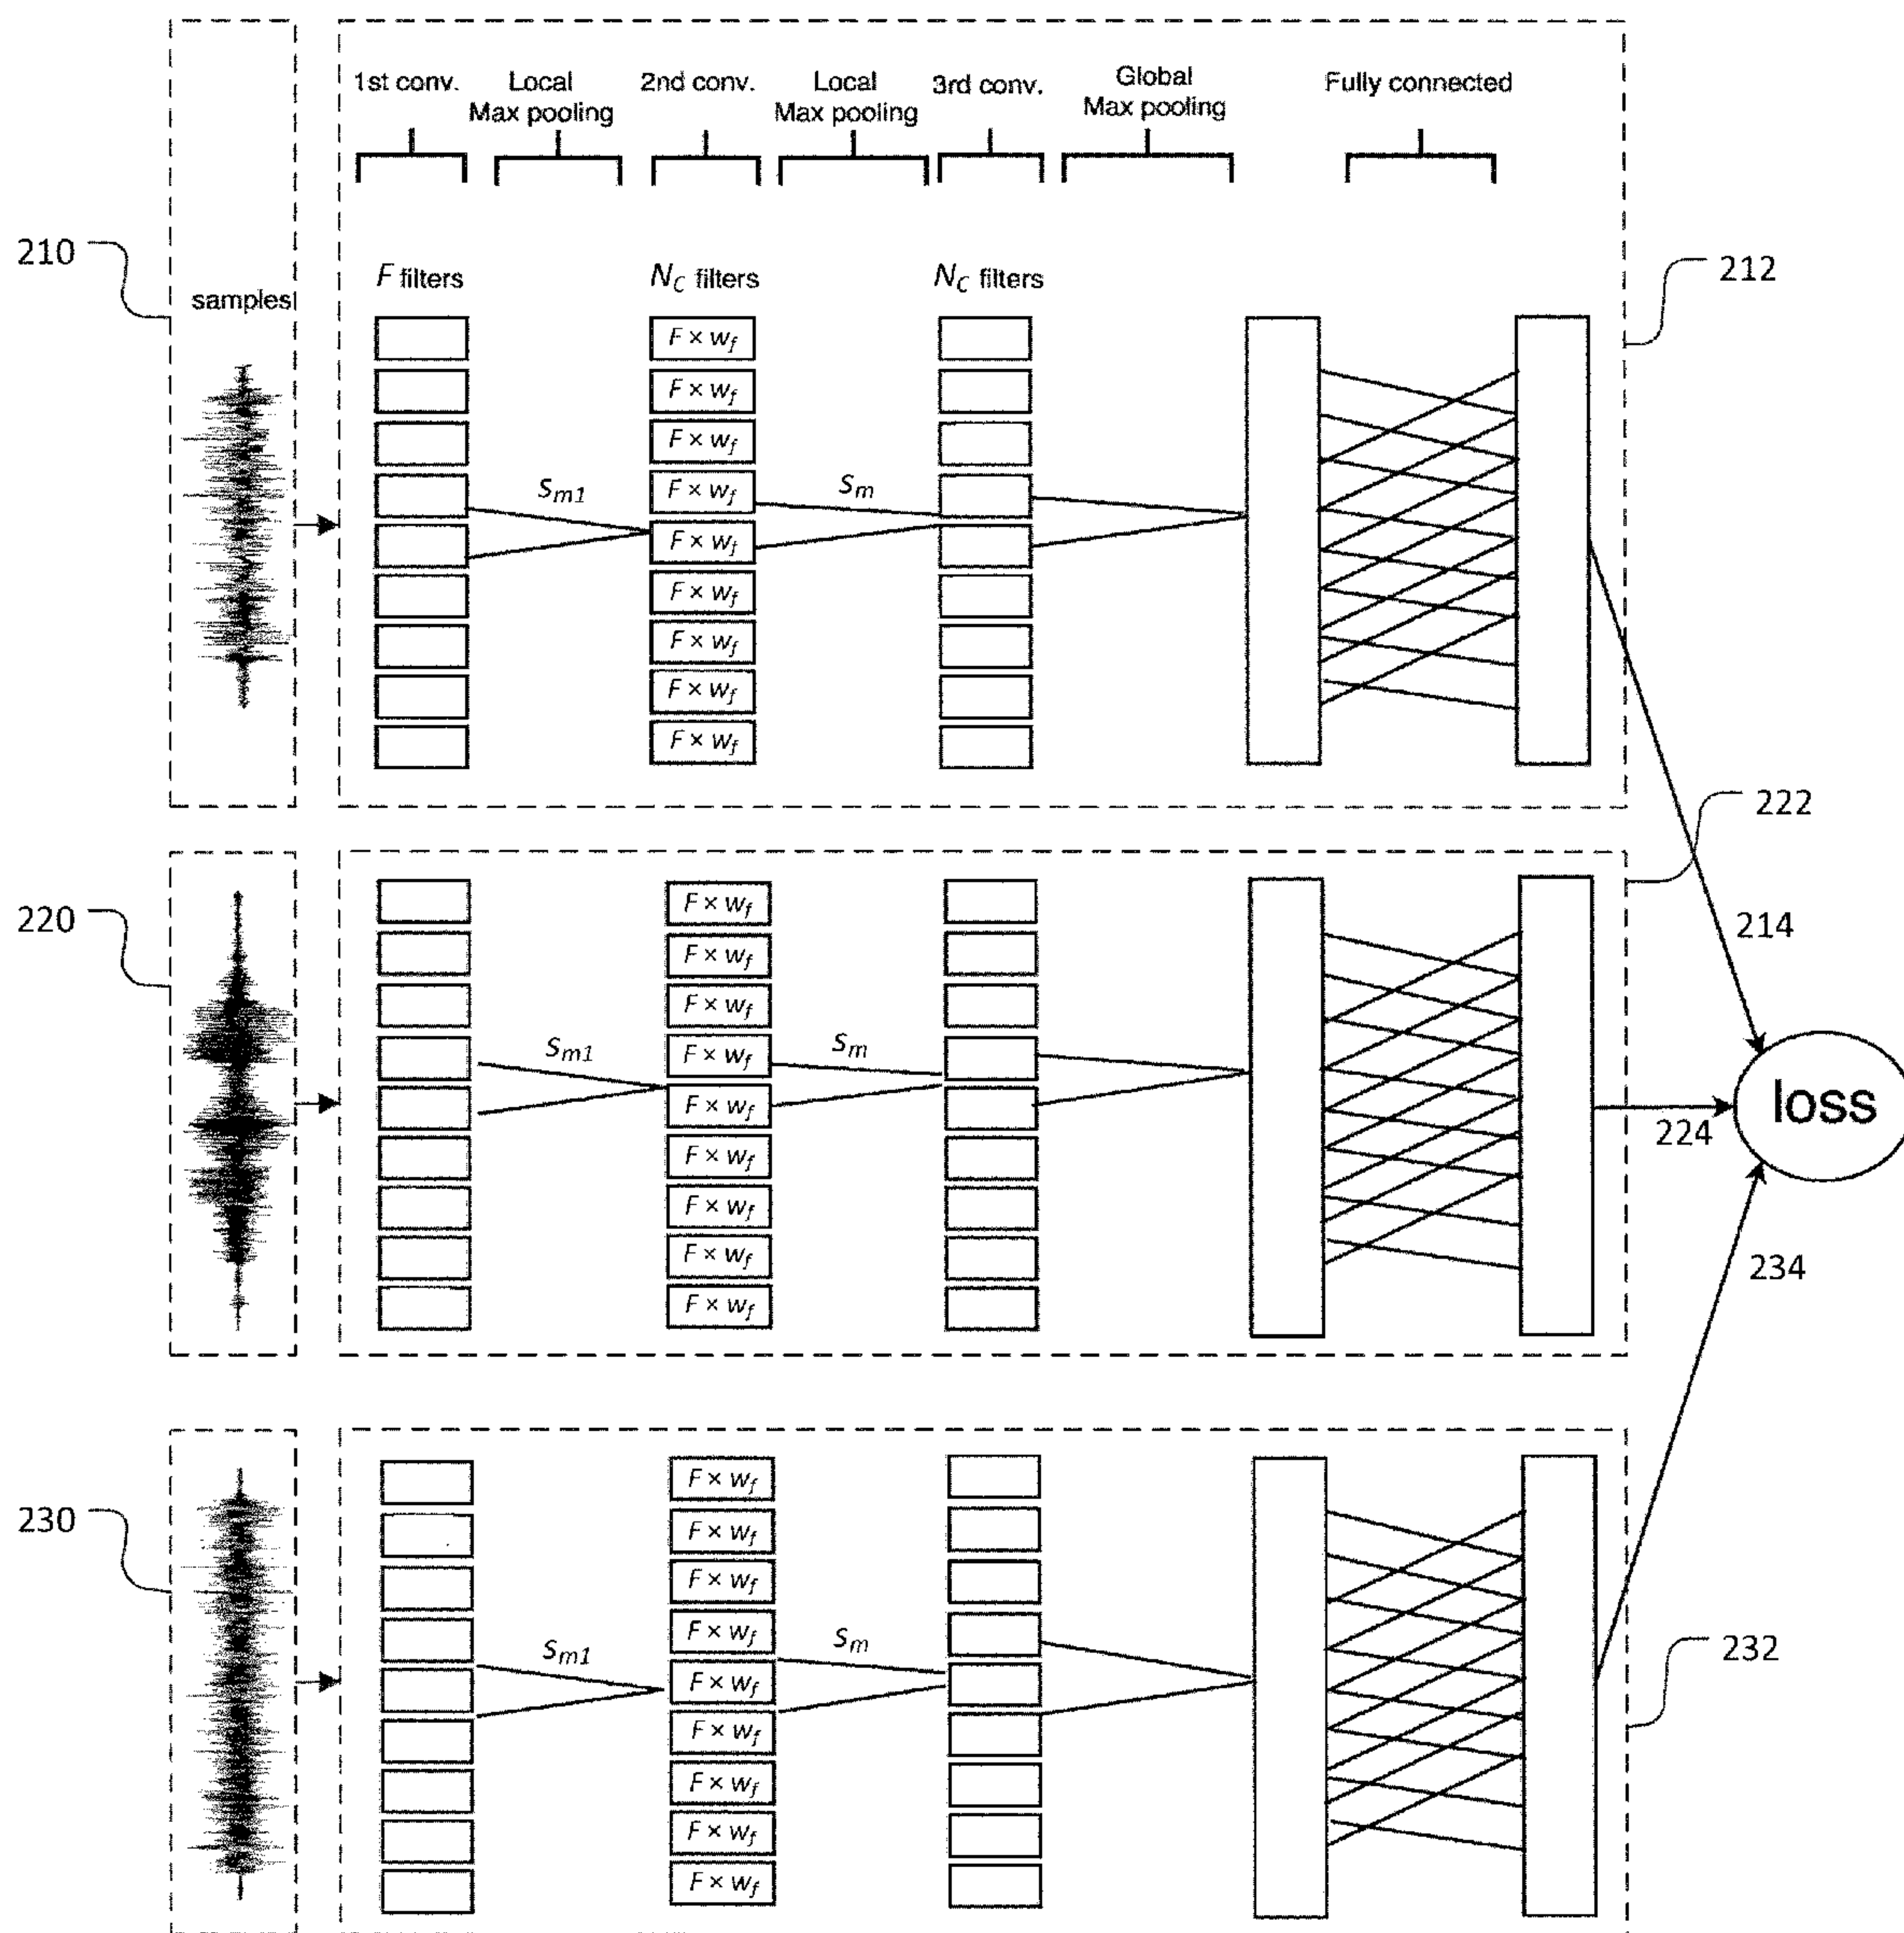 1st conv.
Local
Max pooling
2nd conv.
Local
Max pooling
3rd conv.
Global
Max pooling
Fully connected
210
samples
F filters
N_C filters
N_C filters
212
F × w_f
F × w_f
F × w_f
F × w_f
F × w_f
F × w_f
F × w_f
F × w_f
F × w_f
s_m1
s_m
222
214
220
F × w_f
F × w_f
F × w_f
F × w_f
F × w_f
F × w_f
F × w_f
F × w_f
F × w_f
s_m1
s_m
loss
224
234
230
F × w_f
F × w_f
F × w_f
F × w_f
F × w_f
F × w_f
F × w_f
F × w_f
F × w_f
s_m1
s_m
232